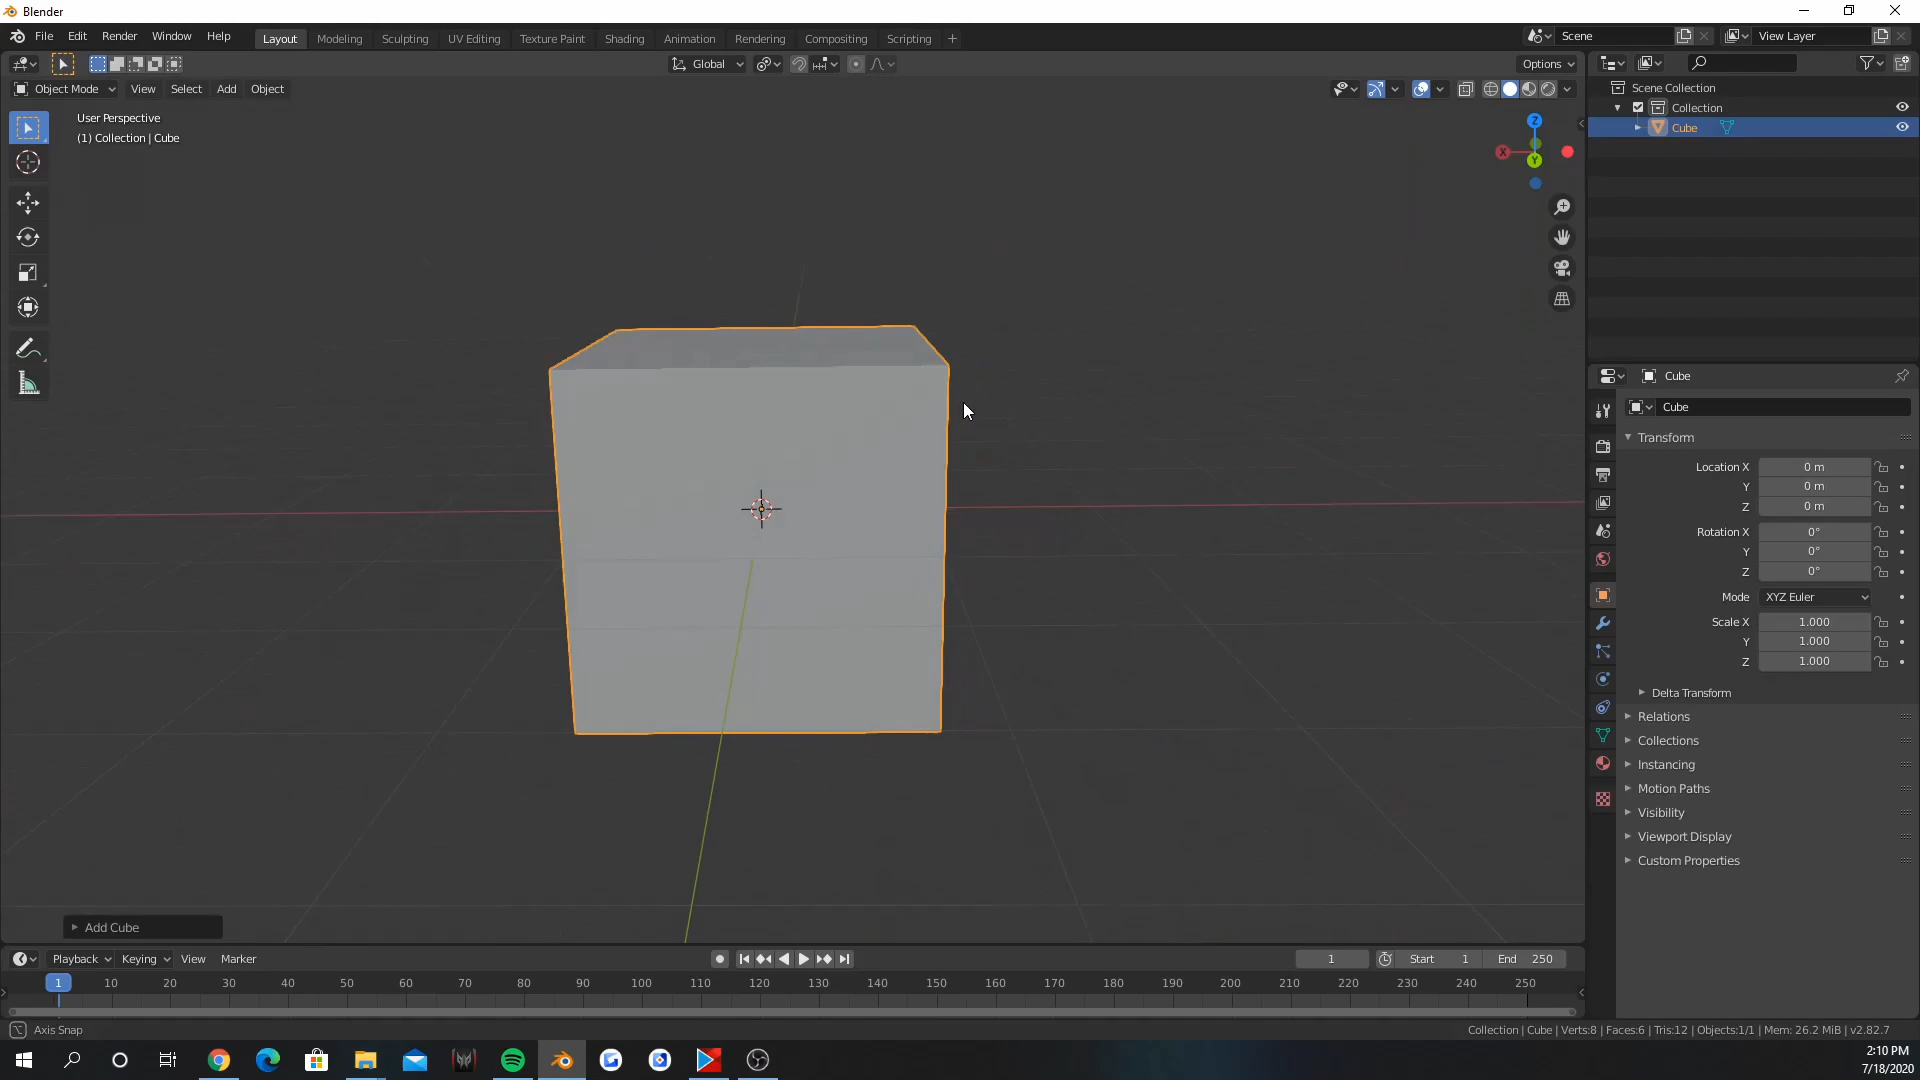 Blender
File Edit Render Window Help Layout Modeling Sculpting UV Editing Texture Paint Shading Animation Rendering Compositing Scripting + Scene View Layer
Global Options
Object Mode View Select Add Object
User Perspective
(1) Collection | Cube
Z
X
Y
Scene Collection
Collection
Cube
Cube
Cube
Transform
Location X 0 m
Y 0 m
Z 0 m
Rotation X 0°
Y 0°
Z 0°
Mode XYZ Euler
Scale X 1.000
Y 1.000
Z 1.000
Delta Transform
Relations
Collections
Instancing
Motion Paths
Visibility
Viewport Display
Custom Properties
Add Cube
Playback Keying View Marker 1 Start 1 End 250
1 10 20 30 40 50 60 70 80 90 100 110 120 130 140 150 160 170 180 190 200 210 220 230 240 250
Axis Snap
Collection | Cube | Verts:8 | Faces:6 | Tris:12 | Objects:1/1 | Mem: 26.2 MiB | v2.82.7
2:10 PM
7/18/2020